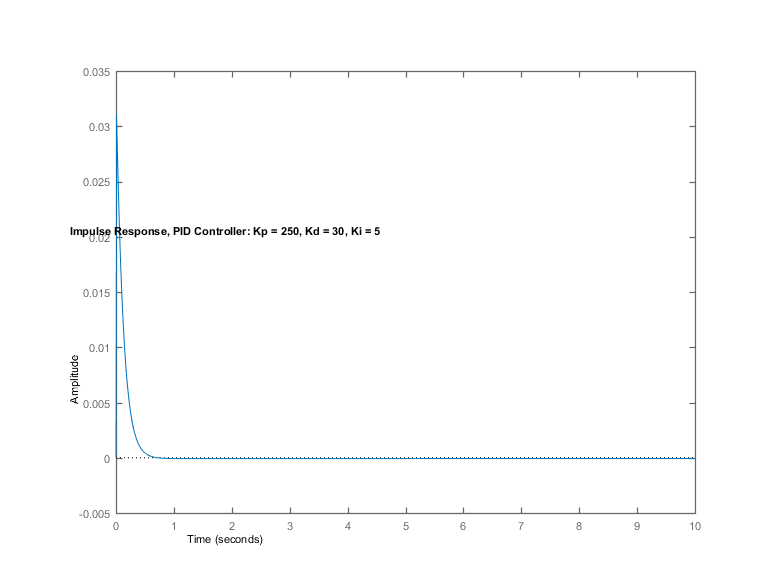 0.035
0.03
0.025
Impulse Response, PID Controller: Kp = 250, Kd = 30, Ki = 5
0.02
0.015
0.01
Amplitude
0.005
0
-0.005
0 1 2 3 4 5 6 7 8 9 10
Time (seconds)